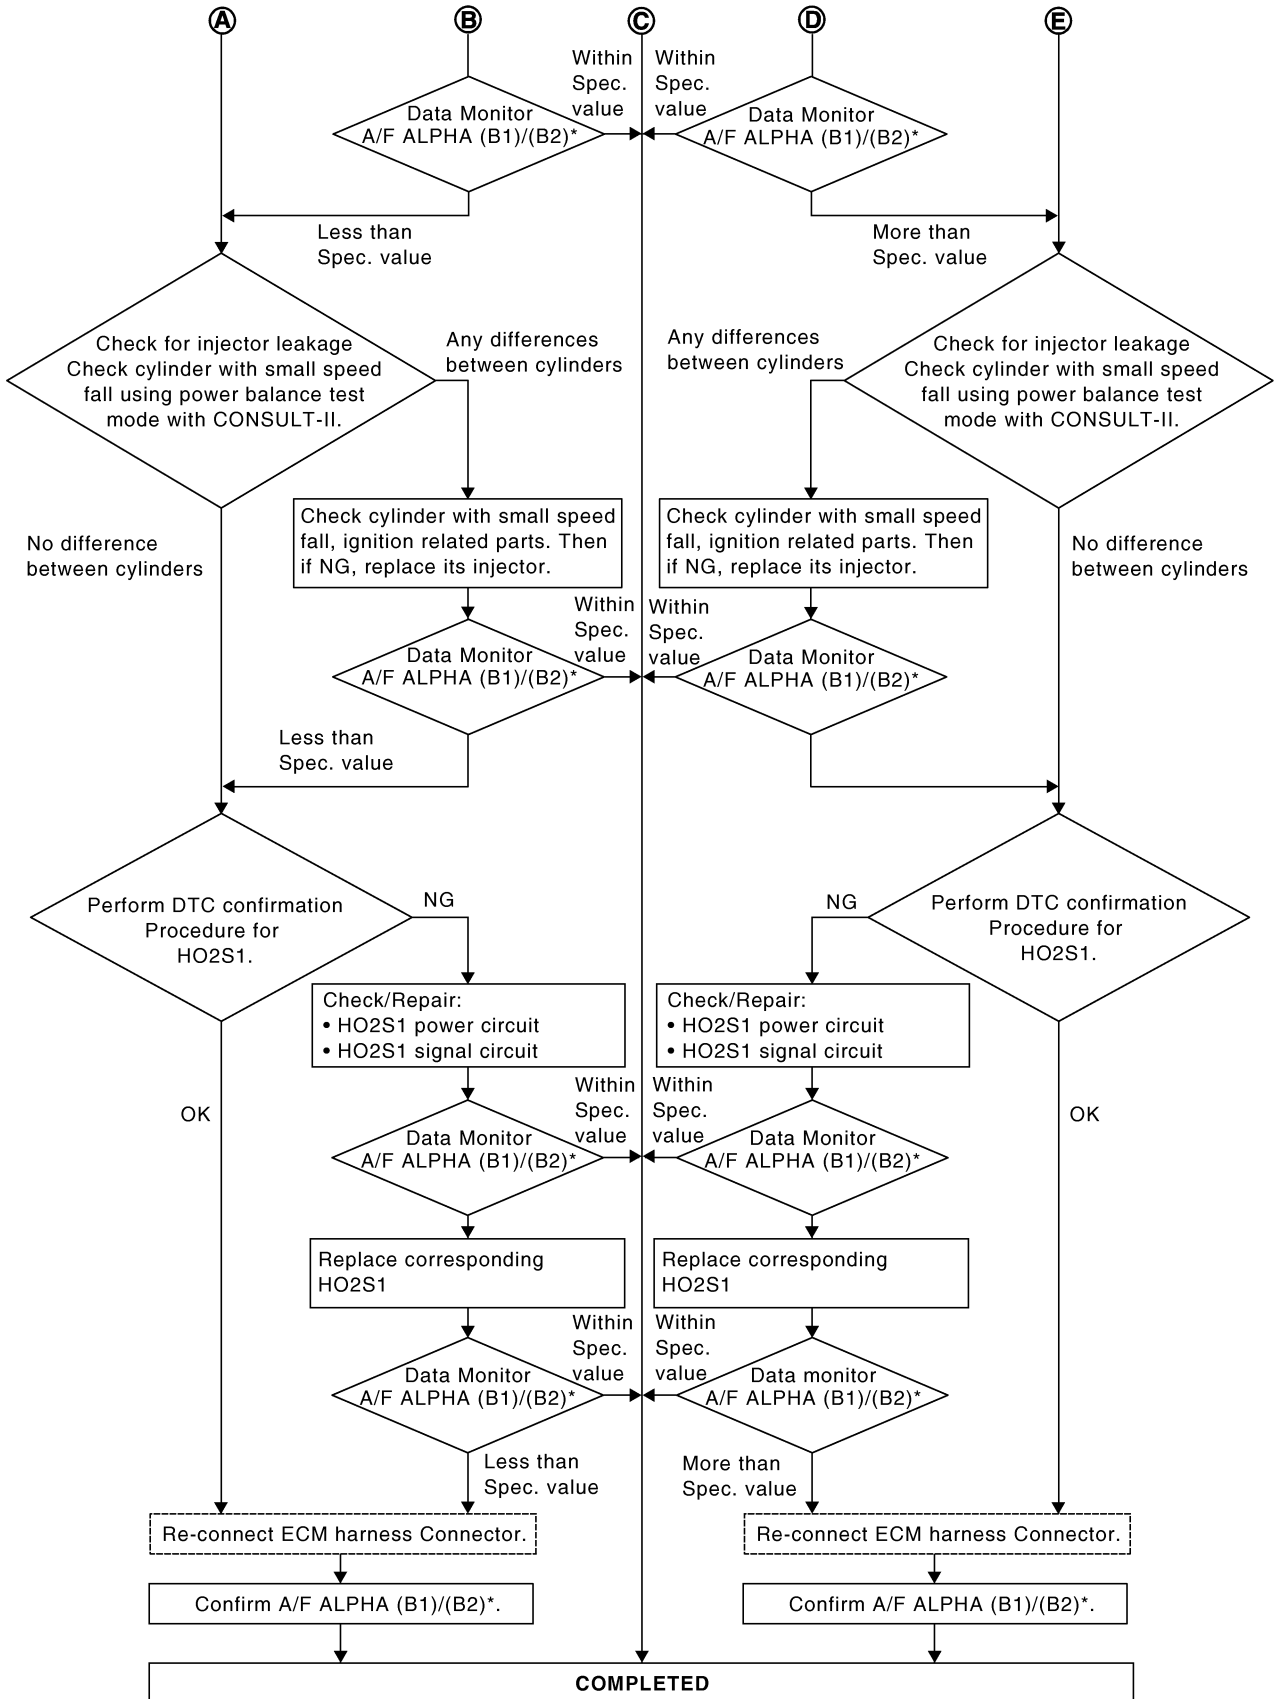 A
B
C
D
E
Within
Spec.
value
Within
Spec.
value
Data Monitor
A/F ALPHA (B1)/(B2)*
Data Monitor
A/F ALPHA (B1)/(B2)*
Less than
Spec. value
More than
Spec. value
Check for injector leakage
Check cylinder with small speed
fall using power balance test
mode with CONSULT-II.
Any differences
between cylinders
Any differences
between cylinders
Check for injector leakage
Check cylinder with small speed
fall using power balance test
mode with CONSULT-II.
No difference
between cylinders
Check cylinder with small speed
fall, ignition related parts. Then
if NG, replace its injector.
Check cylinder with small speed
fall, ignition related parts. Then
if NG, replace its injector.
No difference
between cylinders
Within
Spec.
value
Within
Spec.
value
Data Monitor
A/F ALPHA (B1)/(B2)*
Data Monitor
A/F ALPHA (B1)/(B2)*
Less than
Spec. value
Perform DTC confirmation
Procedure for
HO2S1.
NG
NG
Perform DTC confirmation
Procedure for
HO2S1.
Check/Repair:
• HO2S1 power circuit
• HO2S1 signal circuit
Check/Repair:
• HO2S1 power circuit
• HO2S1 signal circuit
OK
Within
Spec.
value
Within
Spec.
value
OK
Data Monitor
A/F ALPHA (B1)/(B2)*
Data Monitor
A/F ALPHA (B1)/(B2)*
Replace corresponding
HO2S1
Replace corresponding
HO2S1
Within
Spec.
value
Within
Spec.
value
Data Monitor
A/F ALPHA (B1)/(B2)*
Data monitor
A/F ALPHA (B1)/(B2)*
Less than
Spec. value
More than
Spec. value
Re-connect ECM harness Connector.
Re-connect ECM harness Connector.
Confirm A/F ALPHA (B1)/(B2)*.
Confirm A/F ALPHA (B1)/(B2)*.
COMPLETED